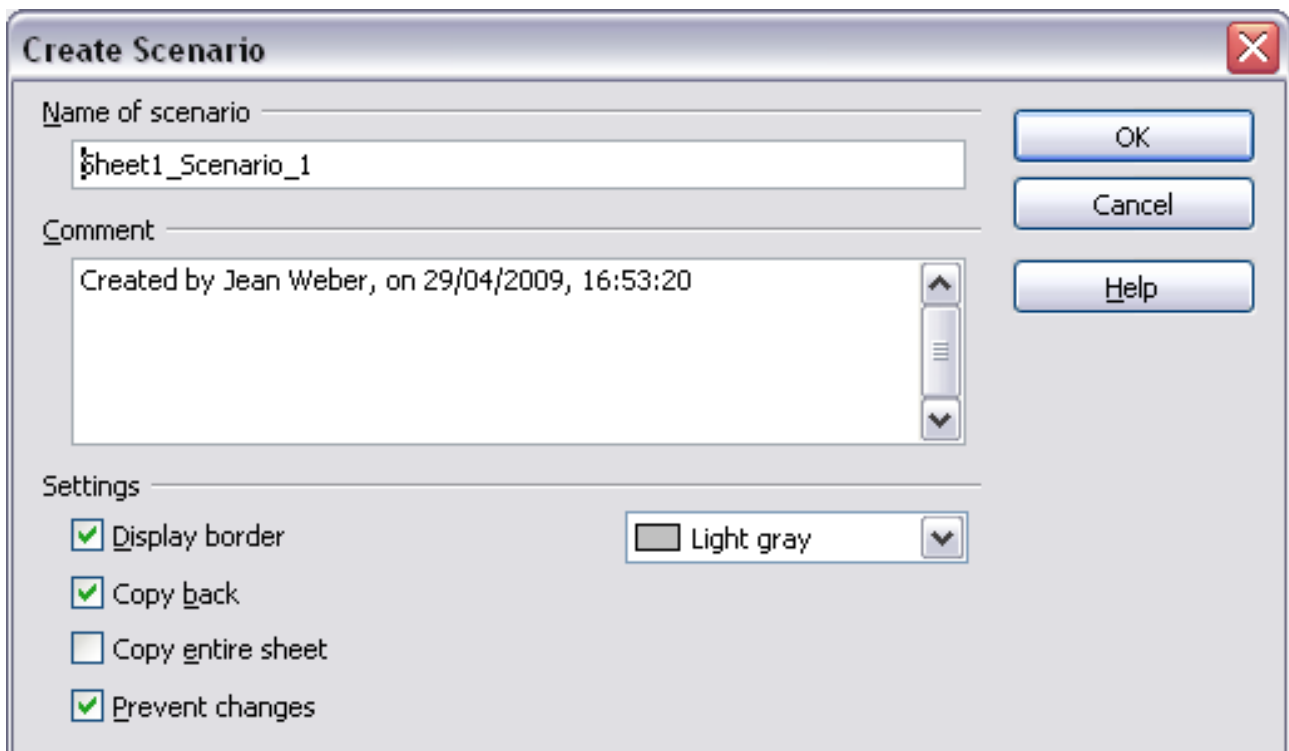 Create Scenario
Name of scenario
Sheet1_Scenario_1
OK
Cancel
Comment
Created by Jean Weber, on 29/04/2009, 16:53:20
Help
Settings
Display border
Light gray
Copy back
Copy entire sheet
Prevent changes